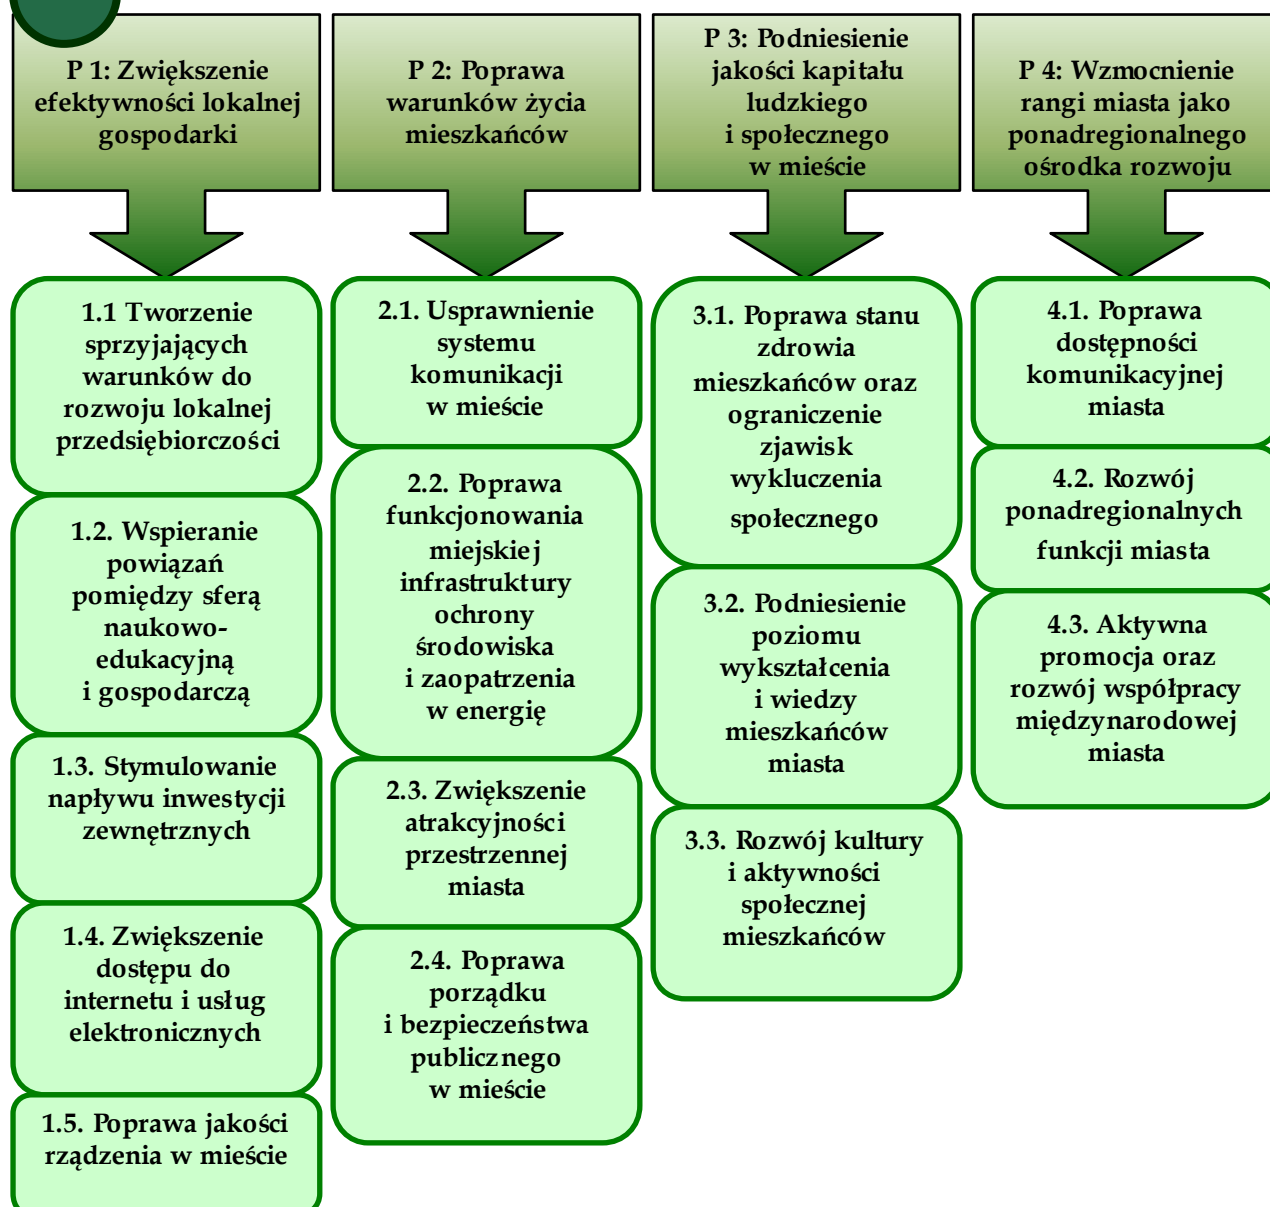 P 1: Zwiększenie
efektywności lokalnej
gospodarki
P 2: Poprawa
warunków życia
mieszkańców
P 3: Podniesienie
jakości kapitału
ludzkiego
i społecznego
w mieście
P 4: Wzmocnienie
rangi miasta jako
ponadregionalnego
ośrodka rozwoju
1.1 Tworzenie
sprzyjających
warunków do
rozwoju lokalnej
przedsiębiorczości
1.2. Wspieranie
powiązań
pomiędzy sferą
naukowo-
edukacyjną
i gospodarczą
1.3. Stymulowanie
napływu inwestycji
zewnętrznych
1.4. Zwiększenie
dostępu do
internetu i usług
elektronicznych
1.5. Poprawa jakości
rządzenia w mieście
2.1. Usprawnienie
systemu
komunikacji
w mieście
2.2. Poprawa
funkcjonowania
miejskiej
infrastruktury
ochrony
środowiska
i zaopatrzenia
w energię
2.3. Zwiększenie
atrakcyjności
przestrzennej
miasta
2.4. Poprawa
porządku
i bezpieczeństwa
publicznego
w mieście
3.1. Poprawa stanu
zdrowia
mieszkańców oraz
ograniczenie
zjawisk
wykluczenia
społecznego
3.2. Podniesienie
poziomu
wykształcenia
i wiedzy
mieszkańców
miasta
3.3. Rozwój kultury
i aktywności
społecznej
mieszkańców
4.1. Poprawa
dostępności
komunikacyjnej
miasta
4.2. Rozwój
ponadregionalnych
funkcji miasta
4.3. Aktywna
promocja oraz
rozwój współpracy
międzynarodowej
miasta